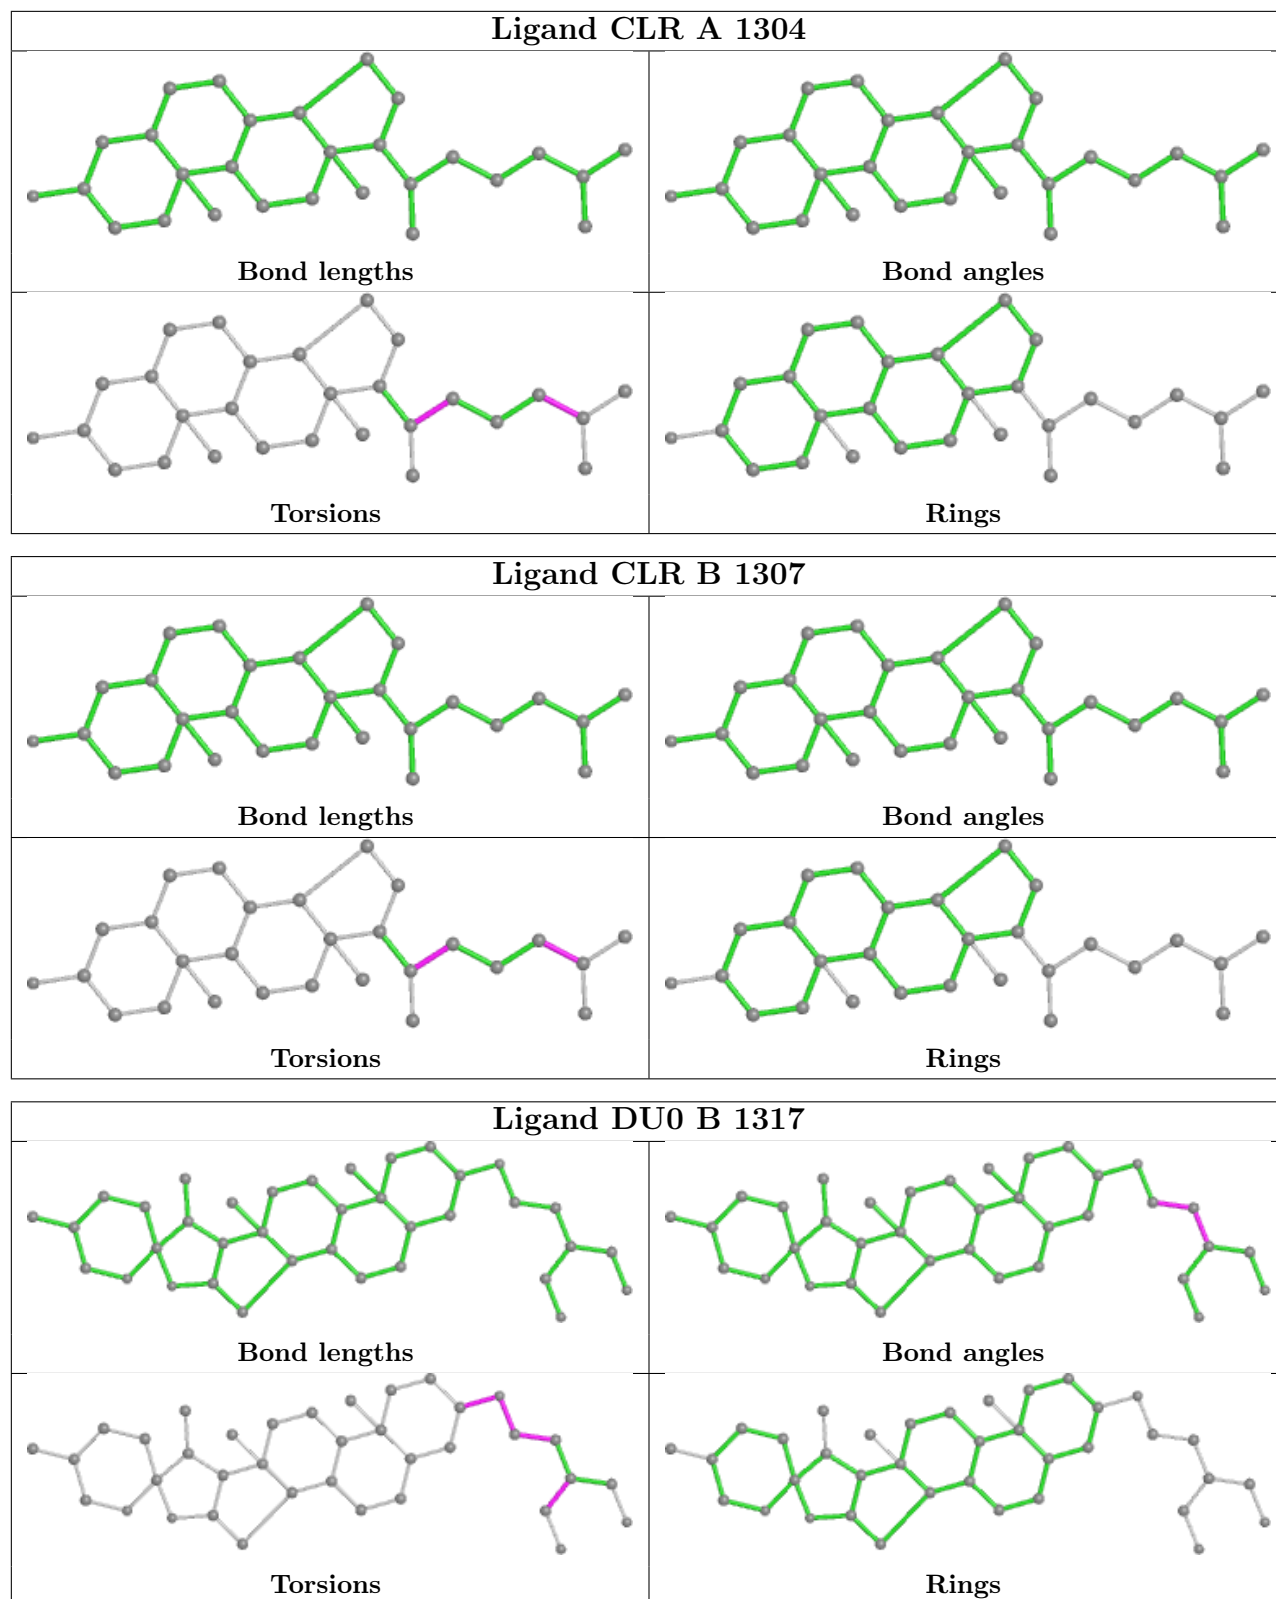 Ligand CLR A 1304
Bond lengths
Bond angles
Torsions
Rings
Ligand CLR B 1307
Bond lengths
Bond angles
Torsions
Rings
Ligand DU0 B 1317
Bond lengths
Bond angles
Torsions
Rings